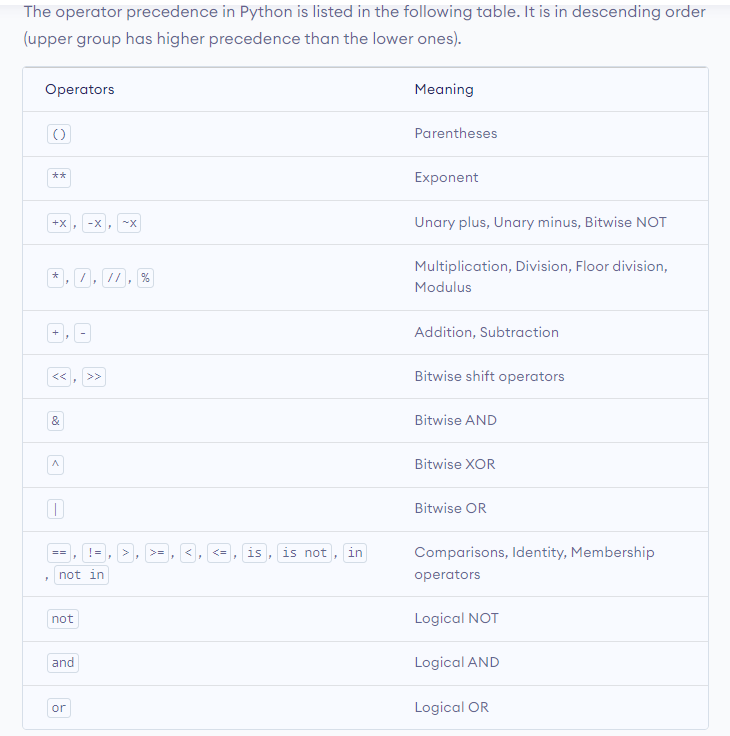 The operator precedence in Python is listed in the following table. It is in descending order
(upper group has higher precedence than the lower ones).
Operators Meaning
() Parentheses
** Exponent
+x, -x, ~x Unary plus, Unary minus, Bitwise NOT
*, /, //, % Multiplication, Division, Floor division,
Modulus
+, - Addition, Subtraction
<<, >> Bitwise shift operators
& Bitwise AND
^ Bitwise XOR
| Bitwise OR
==, !=, >, >=, <, <=, is, is not, in Comparisons, Identity, Membership
, not in operators
not Logical NOT
and Logical AND
or Logical OR